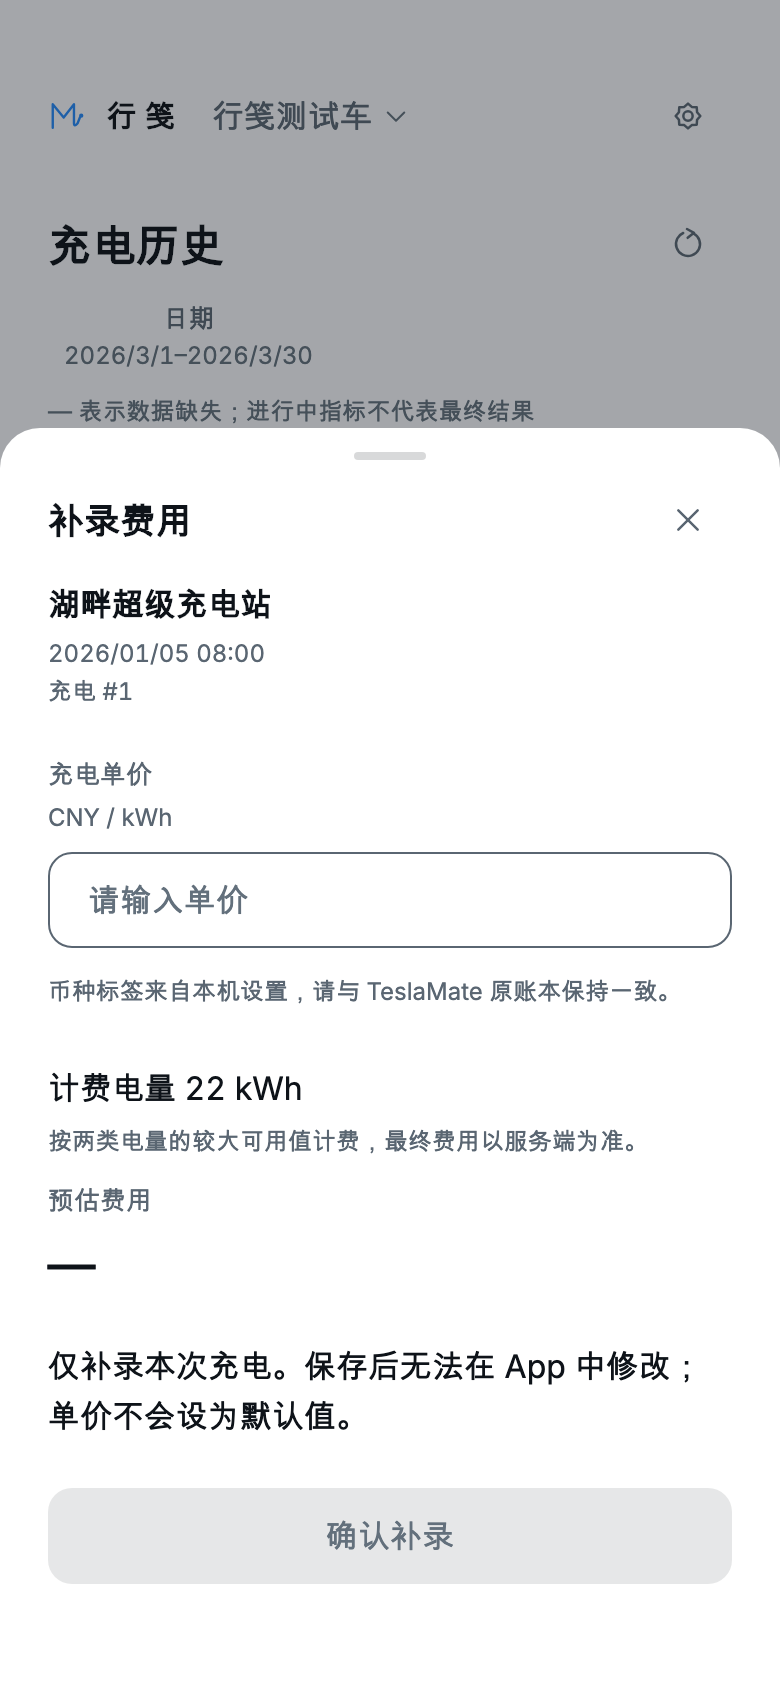 行笺 行笺测试车
充电历史
日期
2026/3/1–2026/3/30
— 表示数据缺失；进行中指标不代表最终结果
补录费用
湖畔超级充电站
2026/01/05 08:00
充电 #1
充电单价
CNY / kWh
请输入单价
币种标签来自本机设置，请与 TeslaMate 原账本保持一致。
计费电量 22 kWh
按两类电量的较大可用值计费，最终费用以服务端为准。
预估费用
—
仅补录本次充电。保存后无法在 App 中修改；
单价不会设为默认值。
确认补录